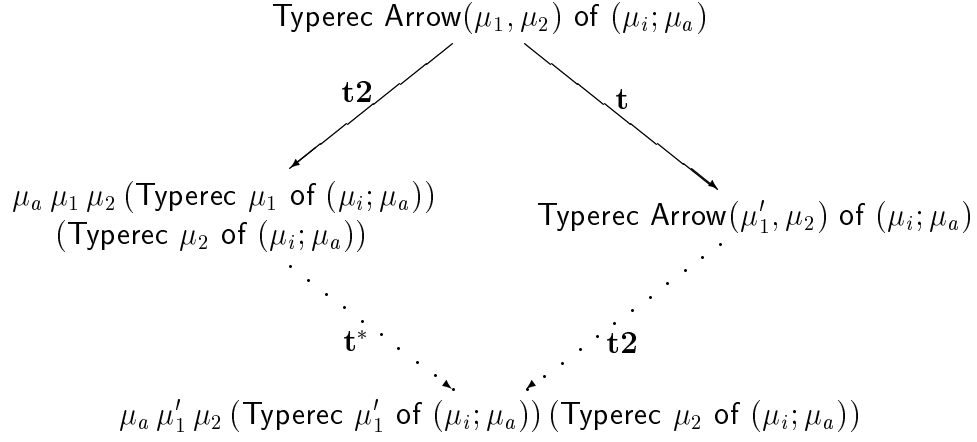 Typerec Arrow(μ₁, μ₂) of (μᵢ; μₐ)
t2
t
μₐ μ₁ μ₂ (Typerec μ₁ of (μᵢ; μₐ))
(Typerec μ₂ of (μᵢ; μₐ))
Typerec Arrow(μ′₁, μ₂) of (μᵢ; μₐ)
t*
t2
μₐ μ′₁ μ₂ (Typerec μ′₁ of (μᵢ; μₐ)) (Typerec μ₂ of (μᵢ; μₐ))